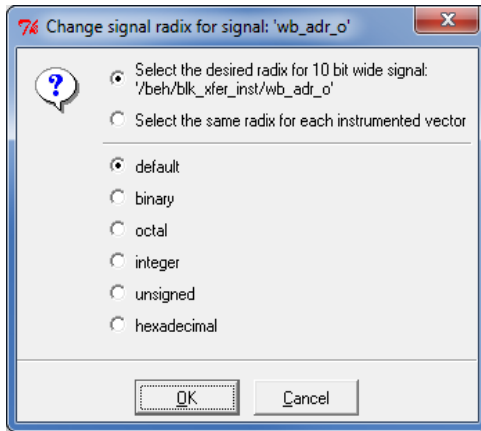 Change signal radix for signal: 'wb_adr_o'
Select the desired radix for 10 bit wide signal:
'/beh/blk_xfer_inst/wb_adr_o'
Select the same radix for each instrumented vector
default
binary
octal
integer
unsigned
hexadecimal
OK
Cancel